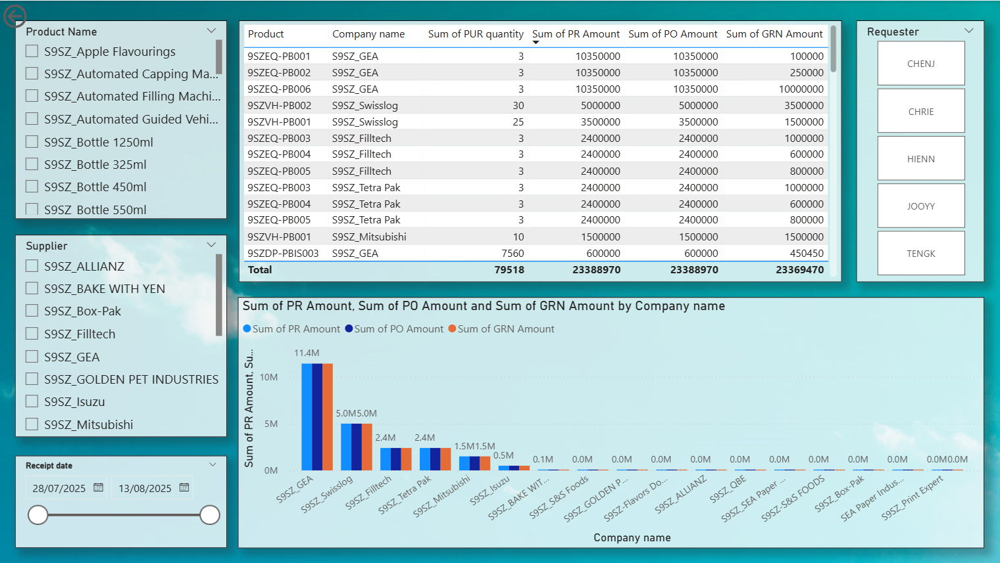 Product Name
S9SZ_Apple Flavourings
S9SZ_Automated Capping Ma...
S9SZ_Automated Filling Machi...
S9SZ_Automated Guided Vehi...
S9SZ_Bottle 1250ml
S9SZ_Bottle 325ml
S9SZ_Bottle 450ml
S9SZ_Bottle 550ml
Supplier
S9SZ_ALLIANZ
S9SZ_BAKE WITH YEN
S9SZ_Box-Pak
S9SZ_Filltech
S9SZ_GEA
S9SZ_GOLDEN PET INDUSTRIES
S9SZ_Isuzu
S9SZ_Mitsubishi
Receipt date
28/07/2025 13/08/2025
Product Company name Sum of PUR quantity Sum of PR Amount Sum of PO Amount Sum of GRN Amount
9SZEQ-PB001 S9SZ_GEA 3 10350000 10350000 100000
9SZEQ-PB002 S9SZ_GEA 3 10350000 10350000 250000
9SZEQ-PB006 S9SZ_GEA 3 10350000 10350000 10000000
9SZVH-PB002 S9SZ_Swisslog 30 5000000 5000000 3500000
9SZVH-PB001 S9SZ_Swisslog 25 3500000 3500000 1500000
9SZEQ-PB003 S9SZ_Filltech 3 2400000 2400000 1000000
9SZEQ-PB004 S9SZ_Filltech 3 2400000 2400000 600000
9SZEQ-PB005 S9SZ_Filltech 3 2400000 2400000 800000
9SZEQ-PB003 S9SZ_Tetra Pak 3 2400000 2400000 1000000
9SZEQ-PB004 S9SZ_Tetra Pak 3 2400000 2400000 600000
9SZEQ-PB005 S9SZ_Tetra Pak 3 2400000 2400000 800000
9SZVH-PB001 S9SZ_Mitsubishi 10 1500000 1500000 1500000
9SZDP-PBIS003 S9SZ_GEA 7560 600000 600000 450450
Total 79518 23388970 23388970 23369470
Requester
CHENJ
CHRIE
HIENN
JOOYY
TENGK
Sum of PR Amount, Sum of PO Amount and Sum of GRN Amount by Company name
Sum of PR Amount Sum of PO Amount Sum of GRN Amount
Sum of PR Amount, Su...
10M
5M
0M
11.4M
5.0M5.0M
2.4M
2.4M
1.5M1.5M
0.5M
0.1M
0.0M
0.0M
0.0M
0.0M
0.0M
0.0M
0.0M
0.0M
0.0M
0.0M0.0M
S9SZ_GEA
S9SZ_Swisslog
S9SZ_Filltech
S9SZ_Tetra Pak
S9SZ_Mitsubishi
S9SZ_Isuzu
S9SZ_BAKE WIT...
S9SZ_S&S Foods
S9SZ_GOLDEN P...
S9SZ-Flavors Do...
S9SZ_ALLIANZ
S9SZ_QBE
S9SZ_SEA Paper ...
S9SZ-S&S FOODS
S9SZ_Box-Pak
SEA Paper Indus...
S9SZ_Print Expert
Company name